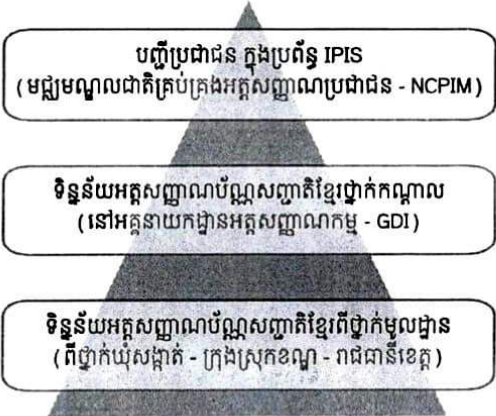 បញ្ជីប្រជាជន ក្នុងប្រព័ន្ធ IPIS
(មជ្ឈមណ្ឌលជាតិគ្រប់គ្រងអត្តសញ្ញាណប្រជាជន - NCPIM)
ទិន្នន័យអត្តសញ្ញាណប័ណ្ណសញ្ជាតិខ្មែរថ្នាក់កណ្តាល
(នៅអគ្គនាយកដ្ឋានអត្តសញ្ញាណកម្ម - GDI)
ទិន្នន័យអត្តសញ្ញាណប័ណ្ណសញ្ជាតិខ្មែរពីថ្នាក់មូលដ្ឋាន
(ពីថ្នាក់ឃុំសង្កាត់ - ក្រុងស្រុកខណ្ឌ - រាជធានីខេត្ត)